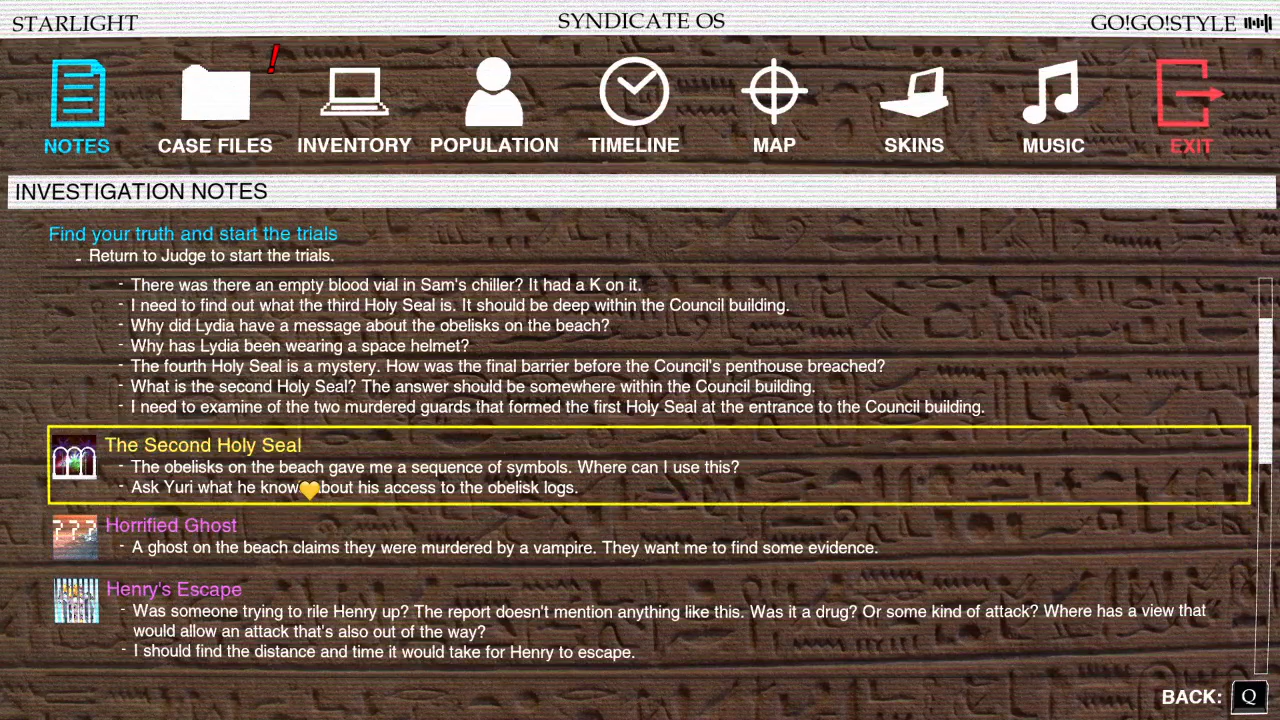 STARLIGHT
SYNDICATE OS
GO!GO!STYLE
!
NOTES
CASE FILES
INVENTORY
POPULATION
TIMELINE
MAP
SKINS
MUSIC
EXIT
INVESTIGATION NOTES
Find your truth and start the trials
- Return to Judge to start the trials.
- There was there an empty blood vial in Sam's chiller? It had a K on it.
- I need to find out what the third Holy Seal is. It should be deep within the Council building.
- Why did Lydia have a message about the obelisks on the beach?
- Why has Lydia been wearing a space helmet?
- The fourth Holy Seal is a mystery. How was the final barrier before the Council's penthouse breached?
- What is the second Holy Seal? The answer should be somewhere within the Council building.
- I need to examine of the two murdered guards that formed the first Holy Seal at the entrance to the Council building.
The Second Holy Seal
- The obelisks on the beach gave me a sequence of symbols. Where can I use this?
- Ask Yuri what he know bout his access to the obelisk logs.
???
Horrified Ghost
- A ghost on the beach claims they were murdered by a vampire. They want me to find some evidence.
Henry's Escape
- Was someone trying to rile Henry up? The report doesn't mention anything like this. Was it a drug? Or some kind of attack? Where has a view that
would allow an attack that's also out of the way?
- I should find the distance and time it would take for Henry to escape.
BACK: Q